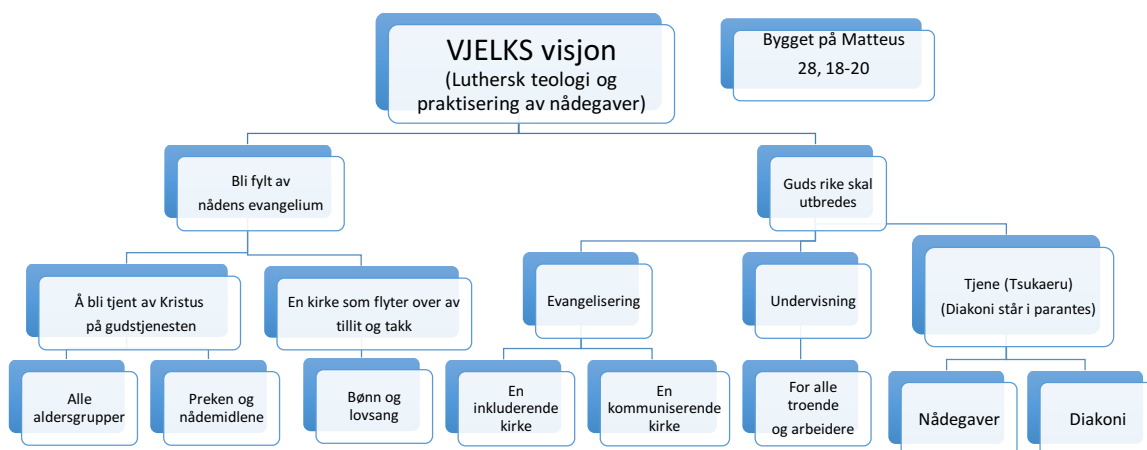 VJELKS visjon
(Luthersk teologi og
praktisering av nådegaver)
Bygget på Matteus
28, 18-20
Bli fylt av
nådens evangelium
Guds rike skal
utbredes
Å bli tjent av Kristus
på gudstjenesten
En kirke som flyter over av
tillit og takk
Evangelisering
Undervisning
Tjene (Tsukaeru)
(Diakoni står i parantes)
Alle
aldersgrupper
Preken og
nådemidlene
Bønn og
lovsang
En
inkluderende
kirke
En
kommuniserende
kirke
For alle
troende
og arbeidere
Nådegaver
Diakoni